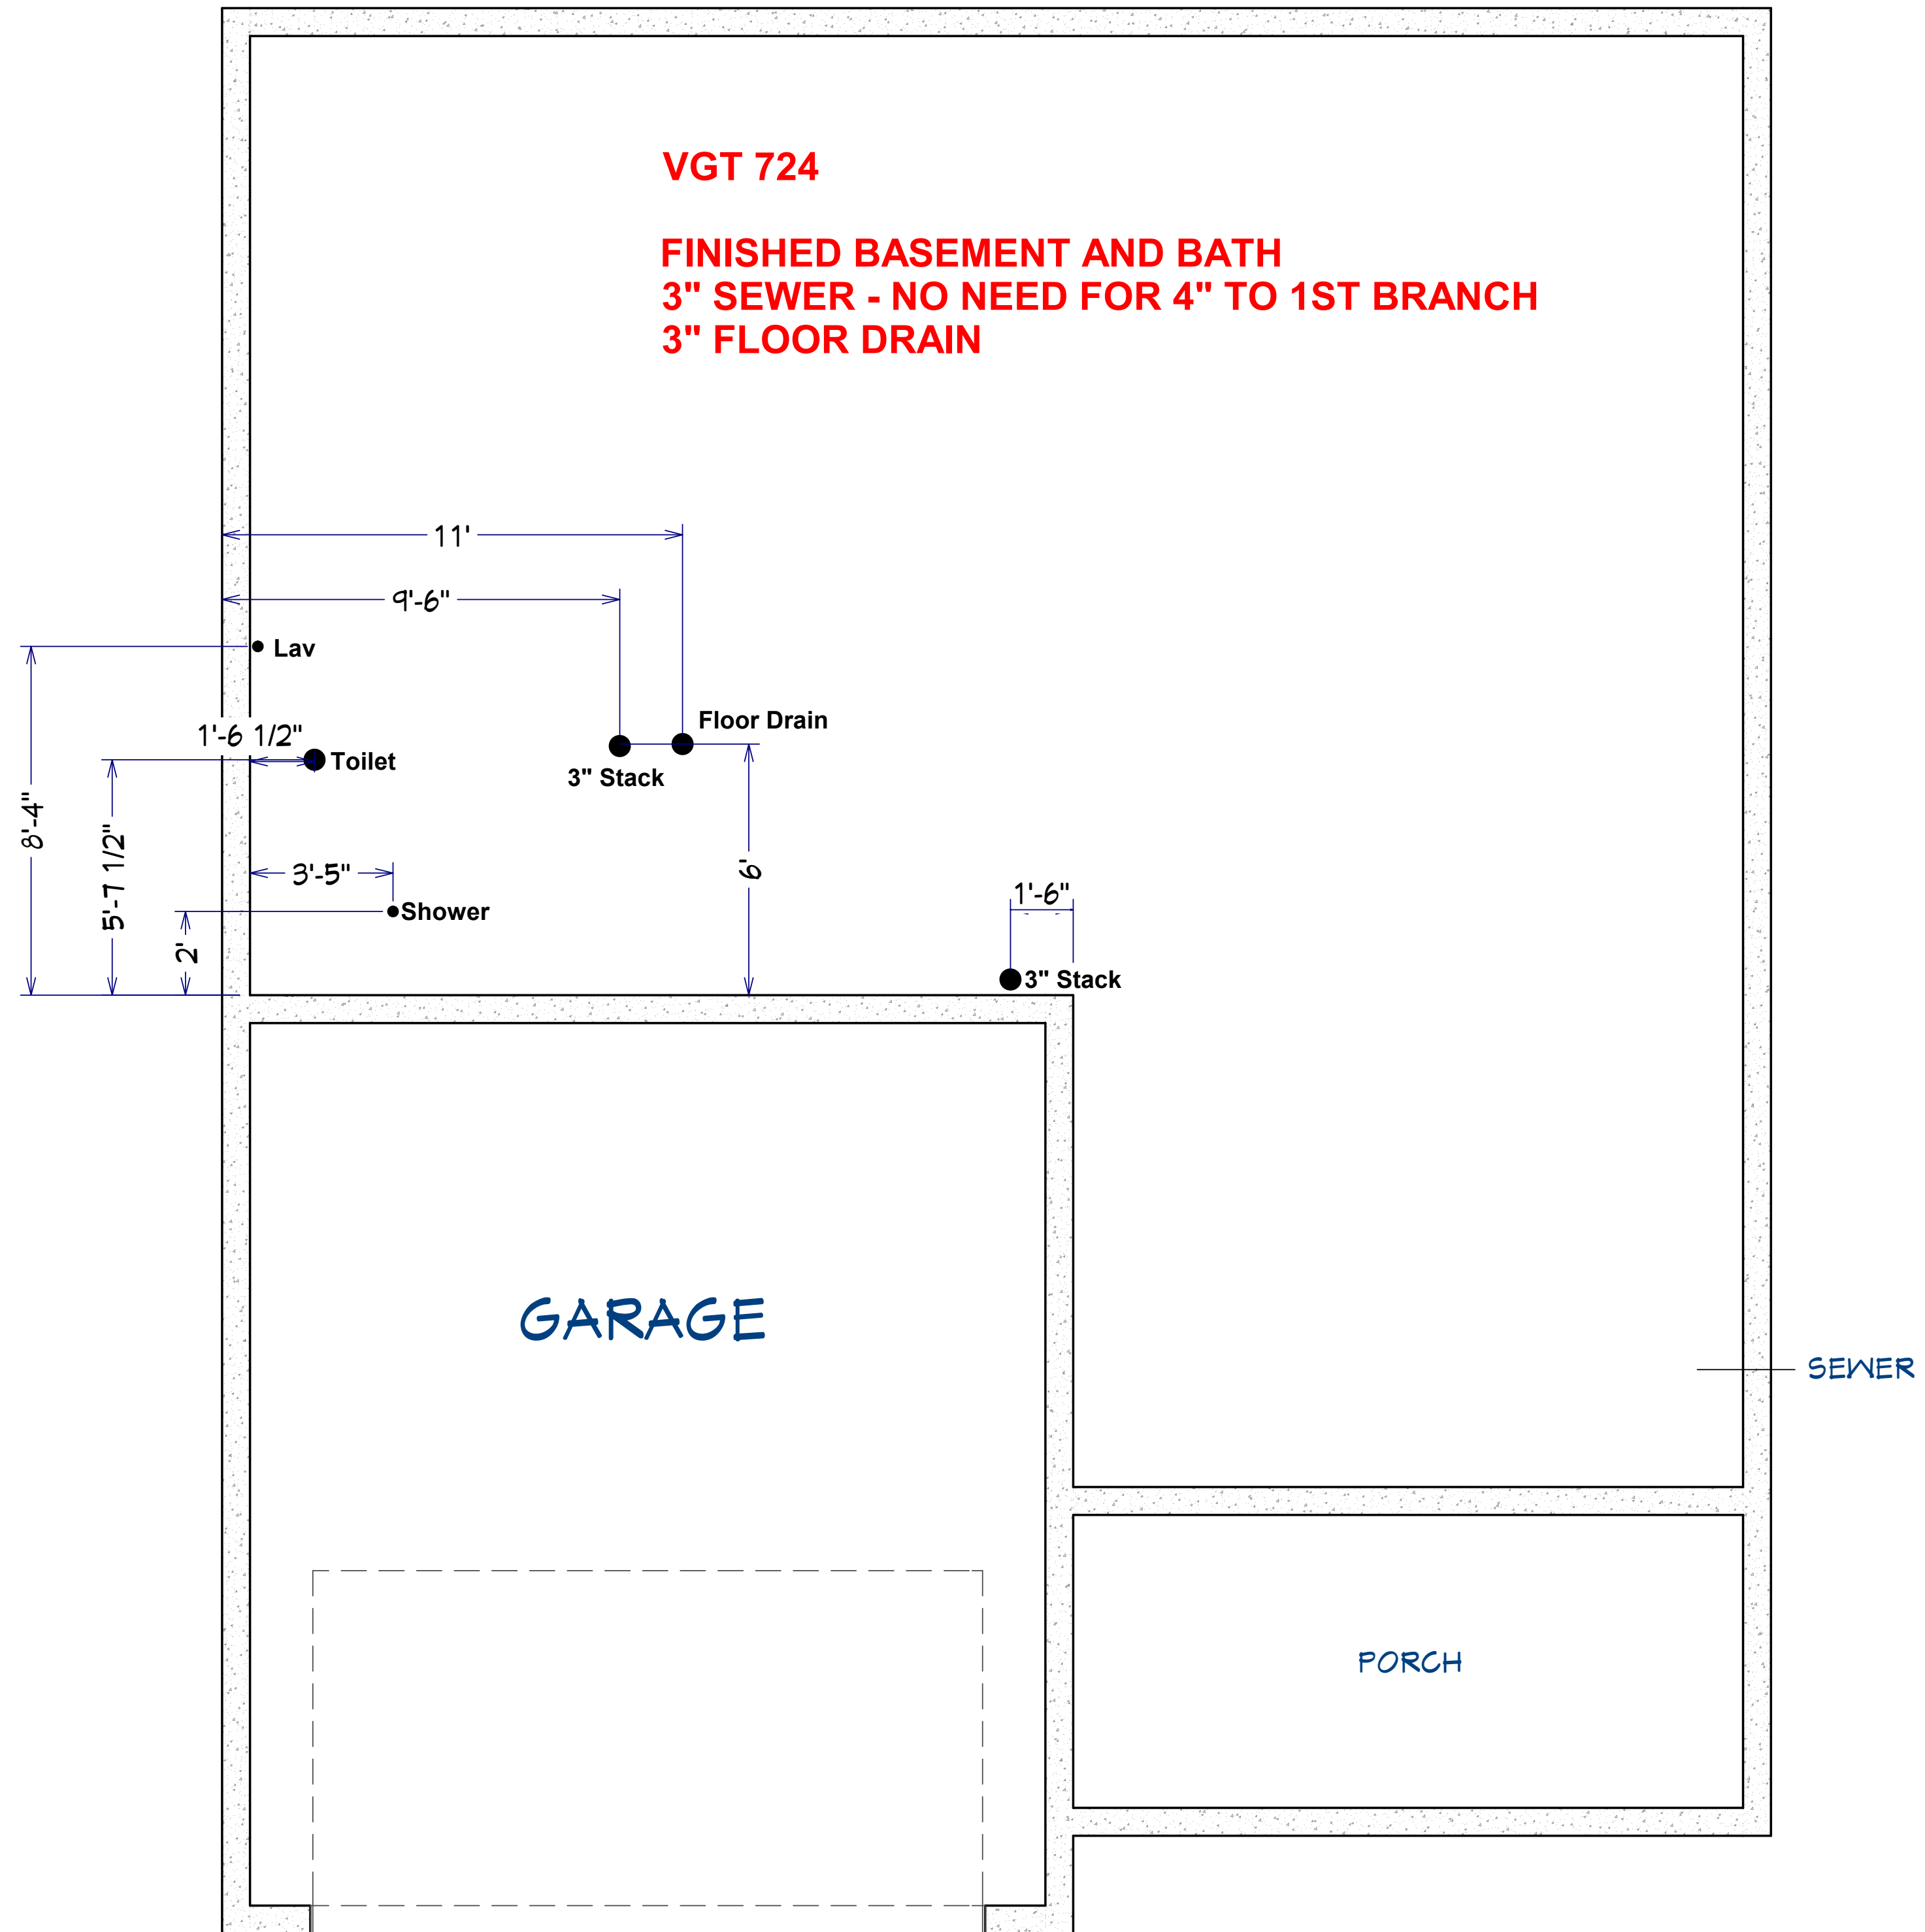 VGT 724
FINISHED BASEMENT AND BATH
3" SEWER - NO NEED FOR 4" TO 1ST BRANCH
3" FLOOR DRAIN
11'
9'-6"
Lav
Floor Drain
1'-6 1/2"
Toilet
3" Stack
8'-4"
5'-7 1/2"
3'-5"
6'
1'-6"
Shower
2'
3" Stack
GARAGE
SEWER
PORCH